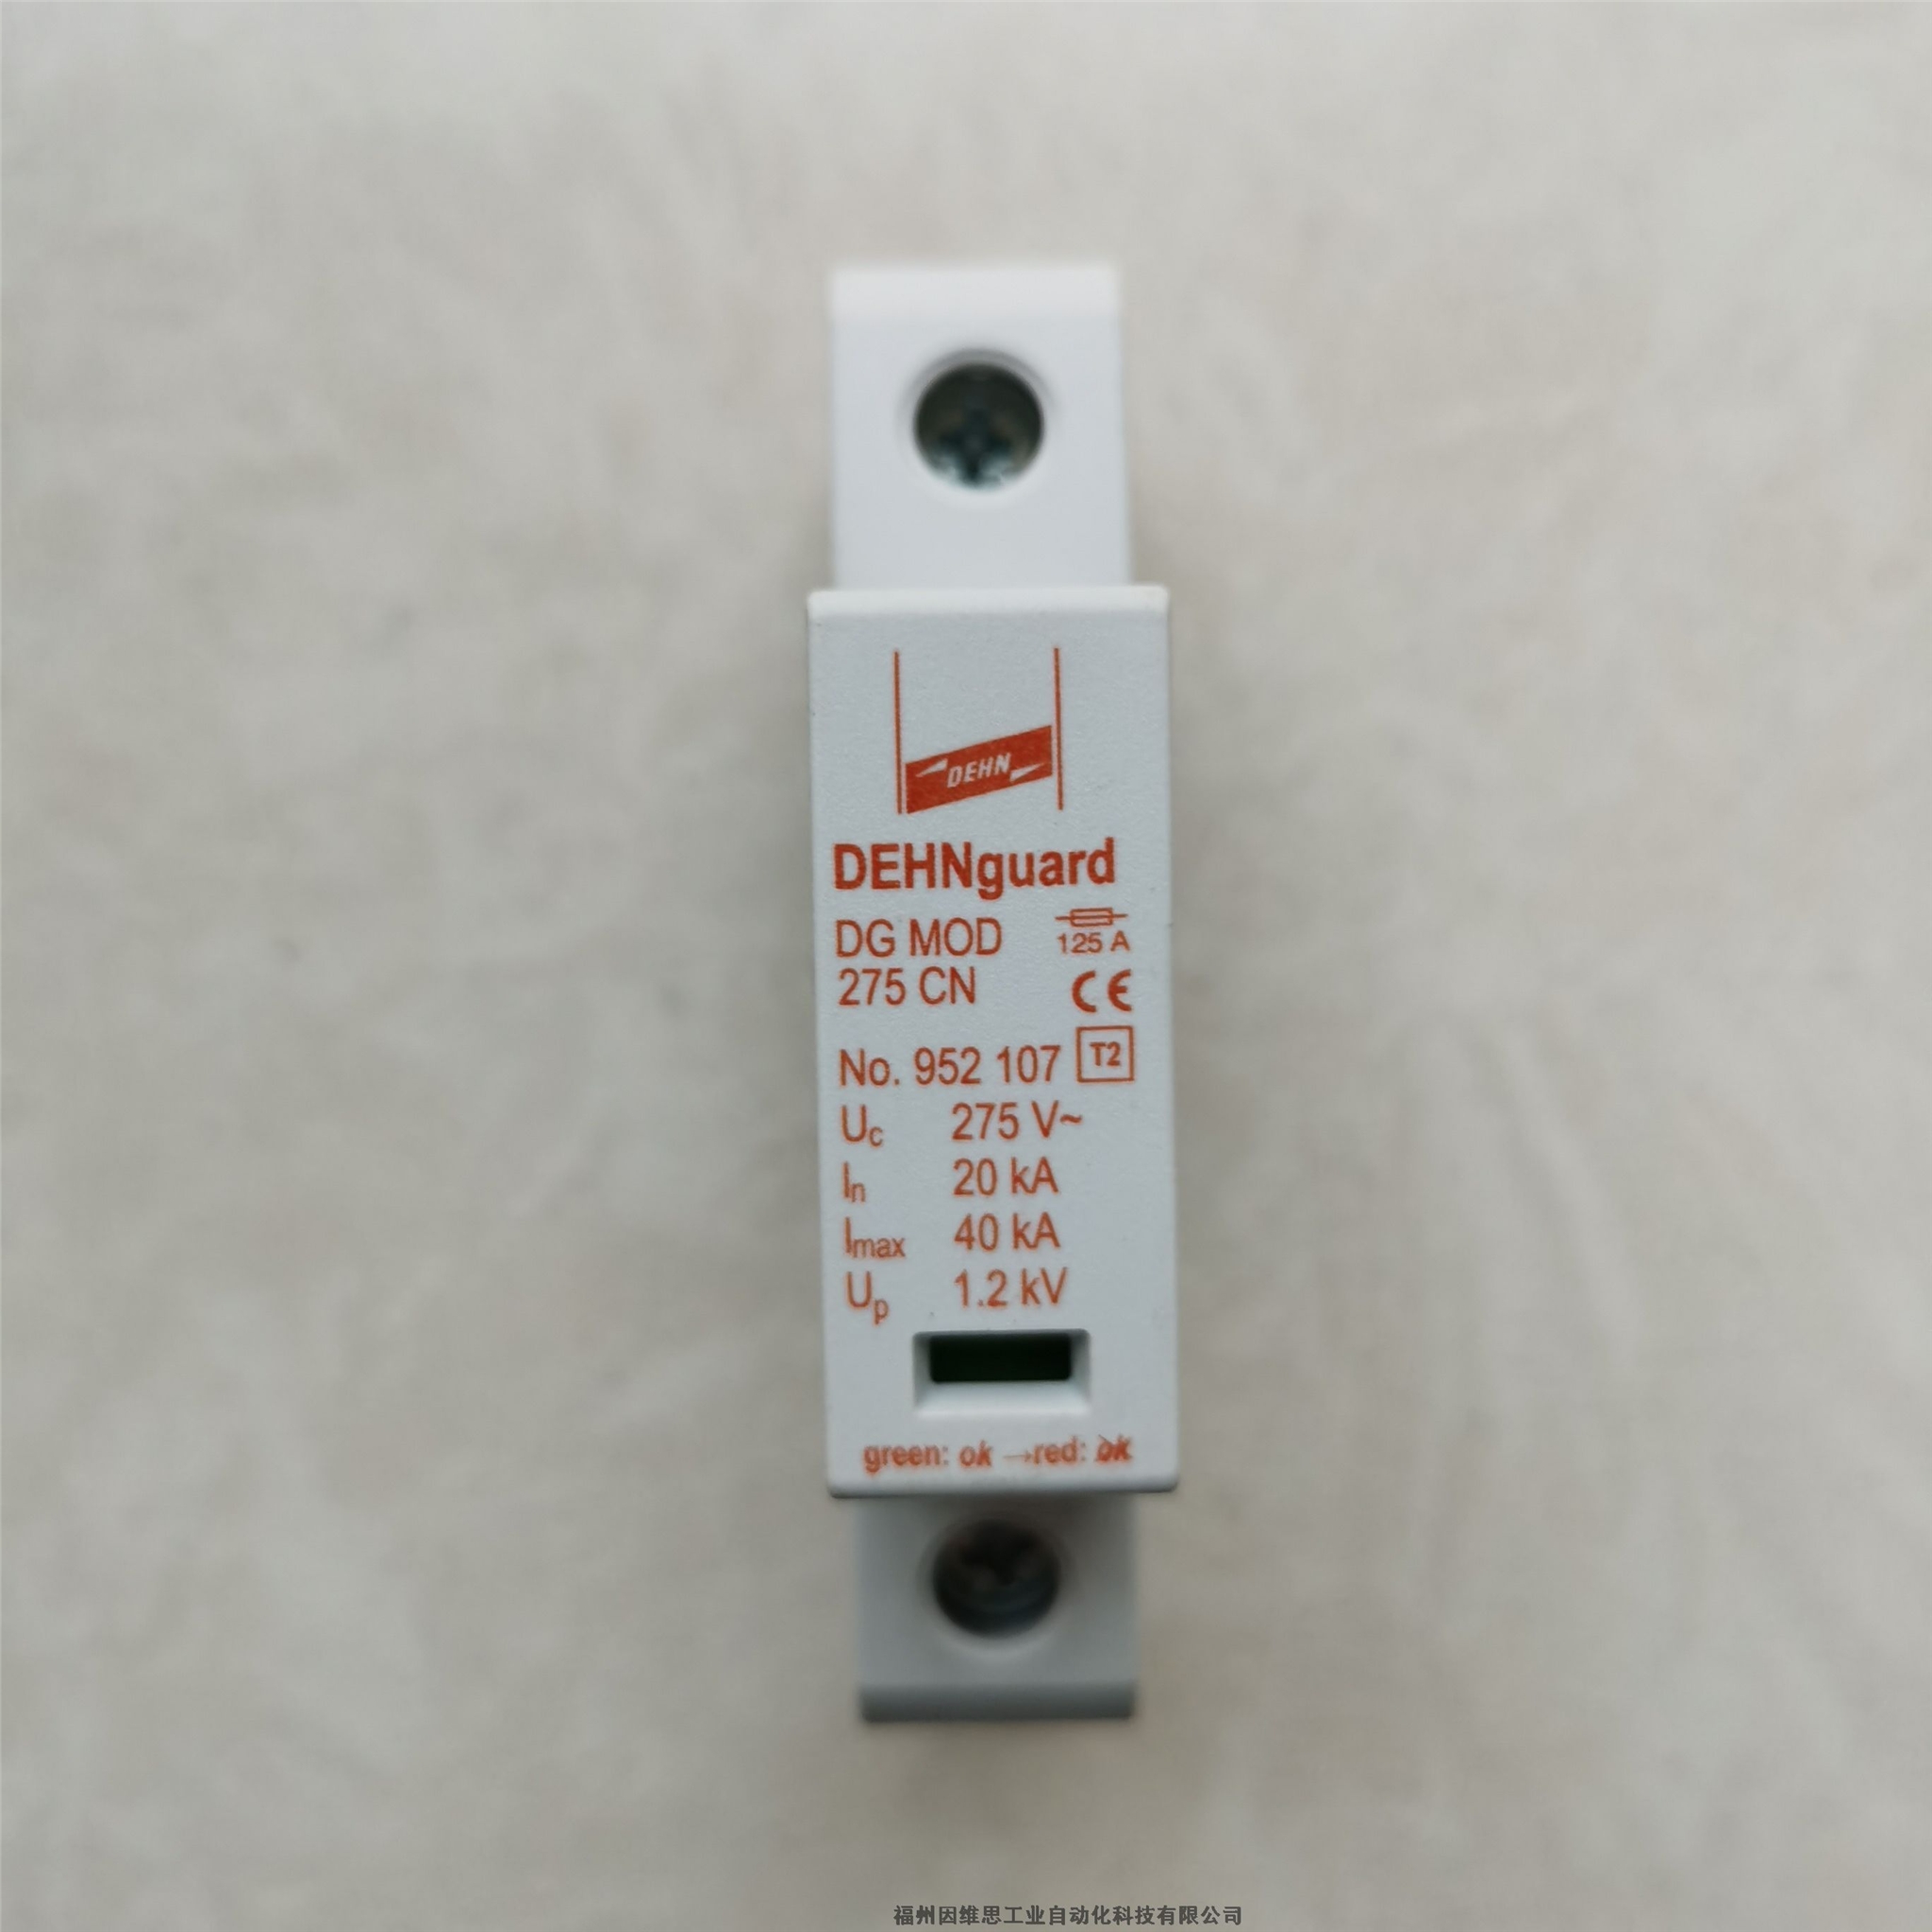 DEHN
DEHNguard
DG MOD
125 A
275 CN
CE
No. 952 107 T2
Uc 275 V~
In 20 kA
Imax 40 kA
Up 1.2 kV
green: ok →red: ok
福州因维思工业自动化科技有限公司